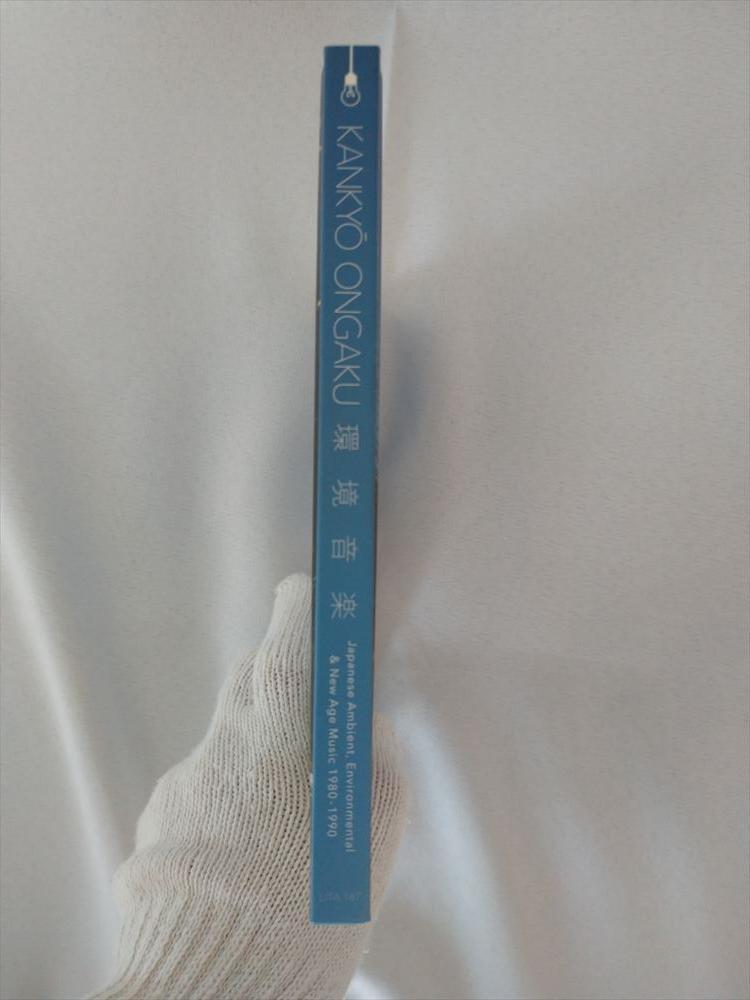 KANKYŌ ONGAKU 環境音楽
Japanese Ambient, Environmental
& New Age Music 1980-1990
LITA 167